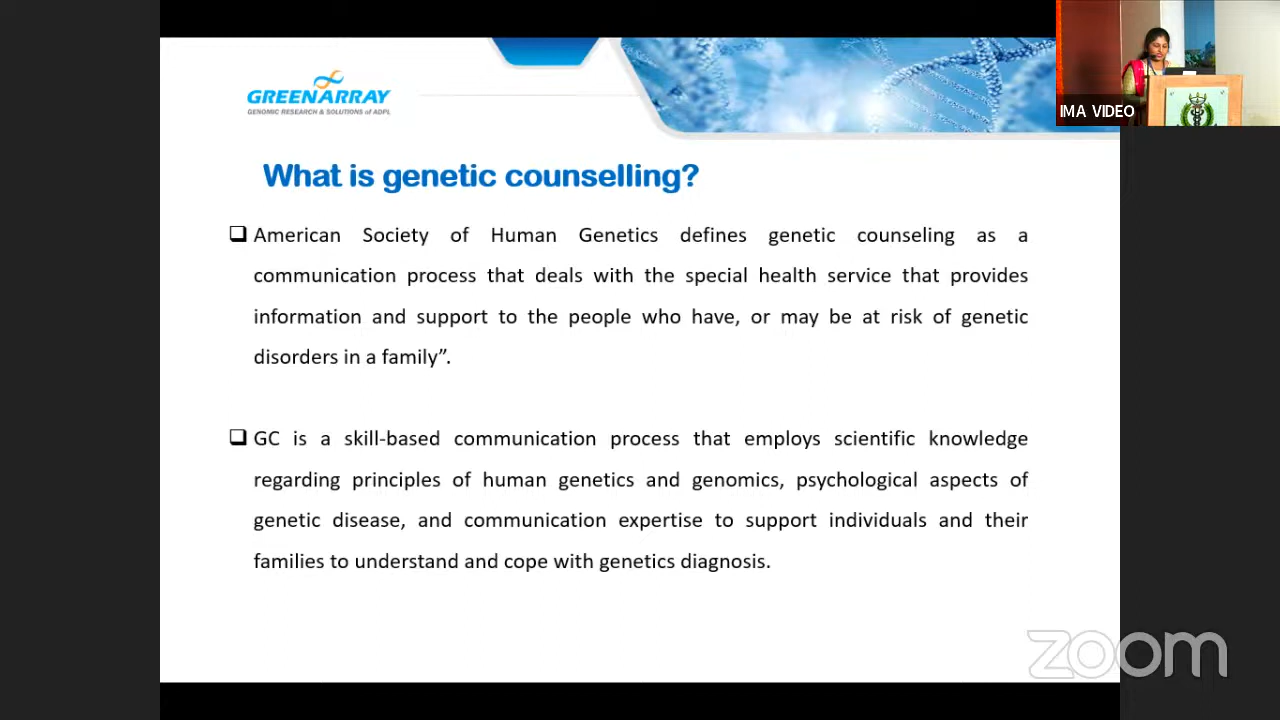 GREENARRAY
GENOMIC RESEARCH & SOLUTIONS of ADPL
IMA VIDEO
What is genetic counselling?
American Society of Human Genetics defines genetic counseling as a
communication process that deals with the special health service that provides
information and support to the people who have, or may be at risk of genetic
disorders in a family”.
GC is a skill-based communication process that employs scientific knowledge
regarding principles of human genetics and genomics, psychological aspects of
genetic disease, and communication expertise to support individuals and their
families to understand and cope with genetics diagnosis.
zoom